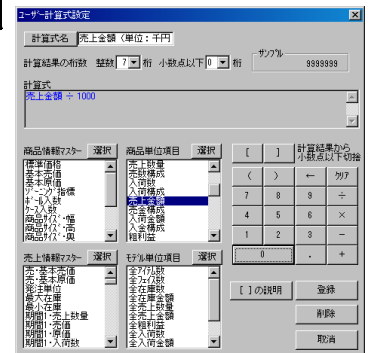 ユーザー計算式設定
計算式名 売上金額（単位：千円
計算結果の桁数 整数 7 桁 小数点以下 0 桁
サンプル
9999999
計算式
売上金額 ÷ 1000
商品情報マスター 選択
標準価格
基本売価
基本原価
ゾーニング指標
ボール入数
ケース入数
商品サイズ・幅
商品サイズ・高
商品サイズ・奥
商品単位項目 選択
売上数量
売数構成
入荷数
入荷構成
売上金額
売金構成
入荷金額
入金構成
粗利益
[ ] 計算結果から
小数点以下切捨
( ) ← クリア
7 8 9 ÷
4 5 6 ×
1 2 3 －
0 . +
売上情報マスター 選択
売・基本売価
売・基本原価
発注単位
最大在庫
最小在庫
期間1・売上数量
期間1・売価
期間1・原価
期間1・入荷数
モデル単位項目 選択
全アイテム数
全フェイス数
全在庫数
全在庫金額
全売上数量
全売上金額
全粗利益
全入荷数
全入荷金額
[ ]の説明 登録
削除
取消